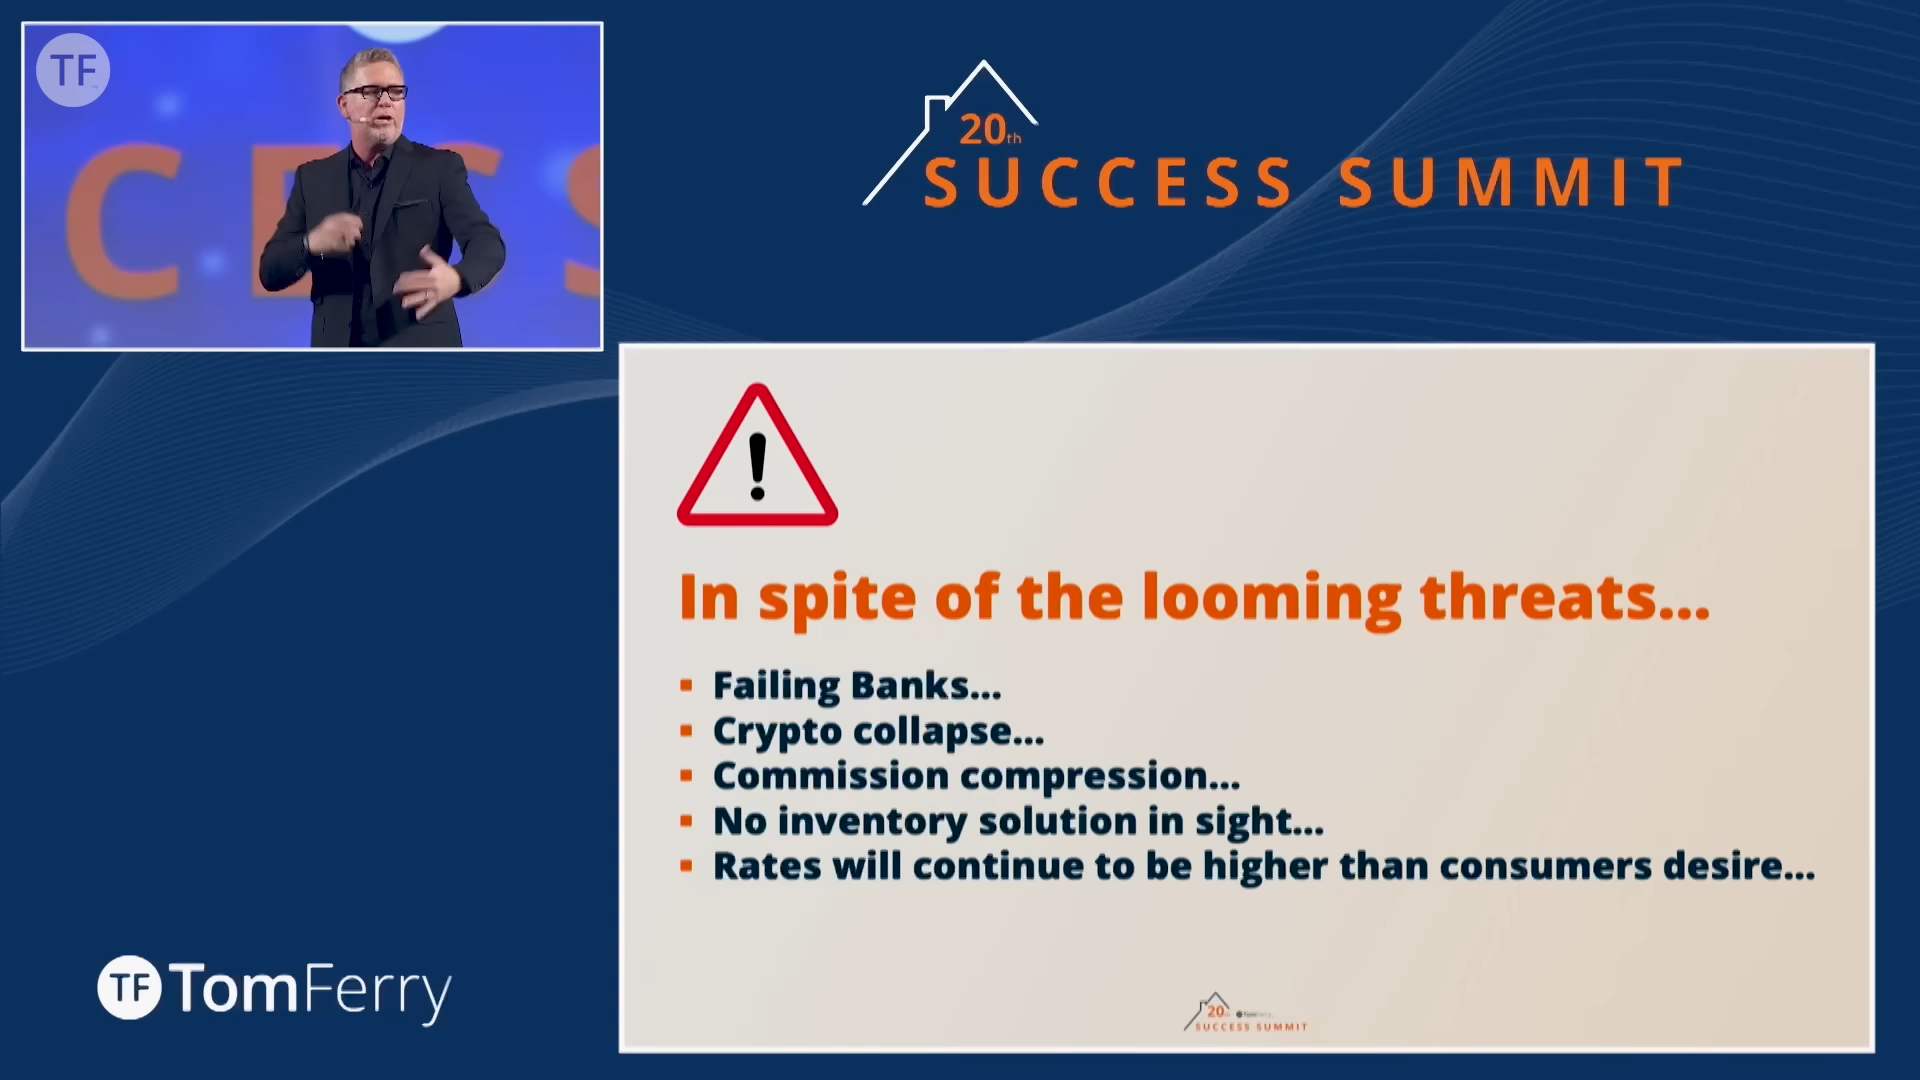 TF
C E S
20th
SUCCESS SUMMIT
!
In spite of the looming threats...
▪ Failing Banks...
▪ Crypto collapse...
▪ Commission compression...
▪ No inventory solution in sight...
▪ Rates will continue to be higher than consumers desire...
TF TomFerry
20th TomFerry
SUCCESS SUMMIT